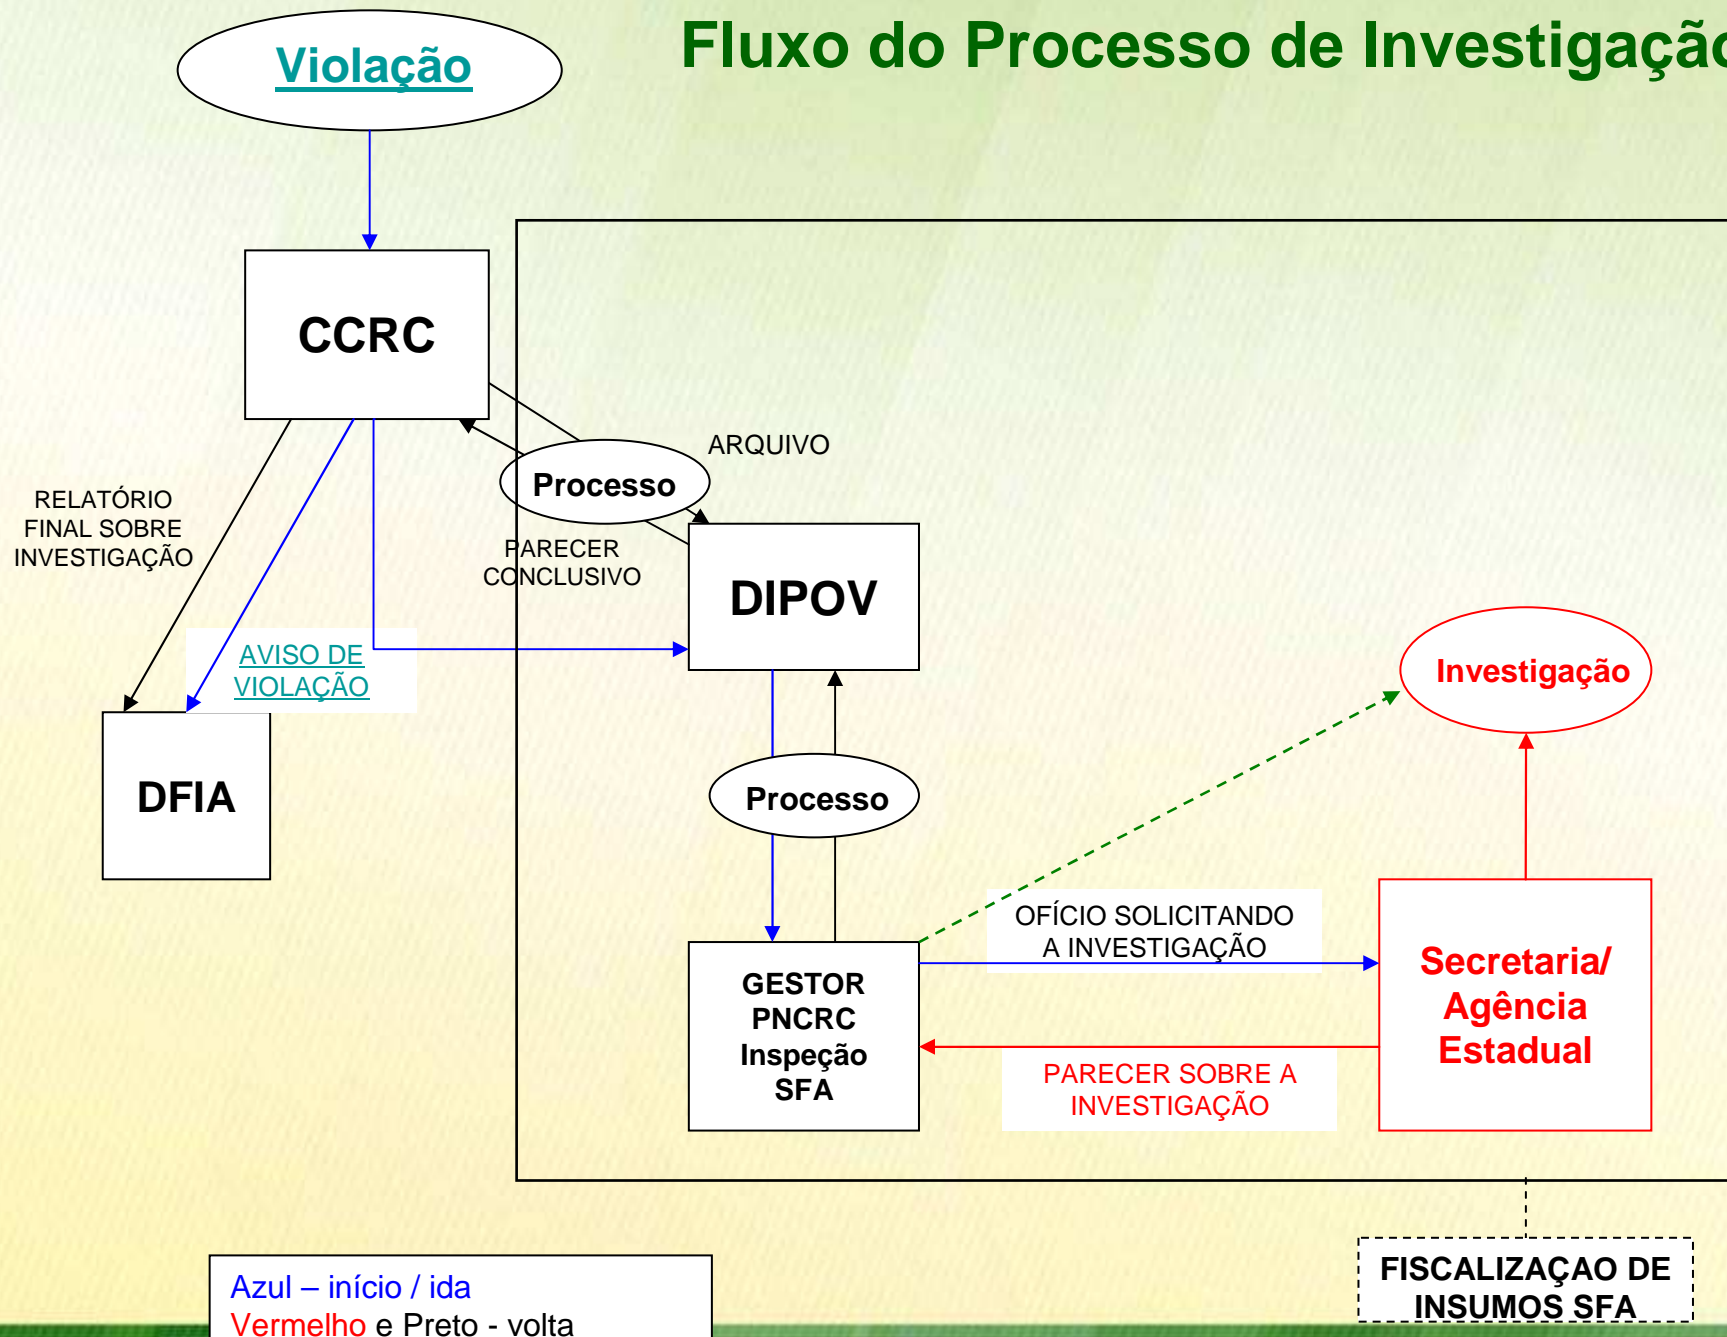 Fluxo do Processo de Investigação
Violação
CCRC
ARQUIVO
Processo
RELATÓRIO
FINAL SOBRE
INVESTIGAÇÃO
PARECER
CONCLUSIVO
DIPOV
AVISO DE
VIOLAÇÃO
Investigação
DFIA
Processo
OFÍCIO SOLICITANDO
A INVESTIGAÇÃO
GESTOR
PNCRC
Inspeção
SFA
Secretaria/
Agência
Estadual
PARECER SOBRE A
INVESTIGAÇÃO
FISCALIZAÇAO DE
INSUMOS SFA
Azul – início / ida
Vermelho e Preto - volta